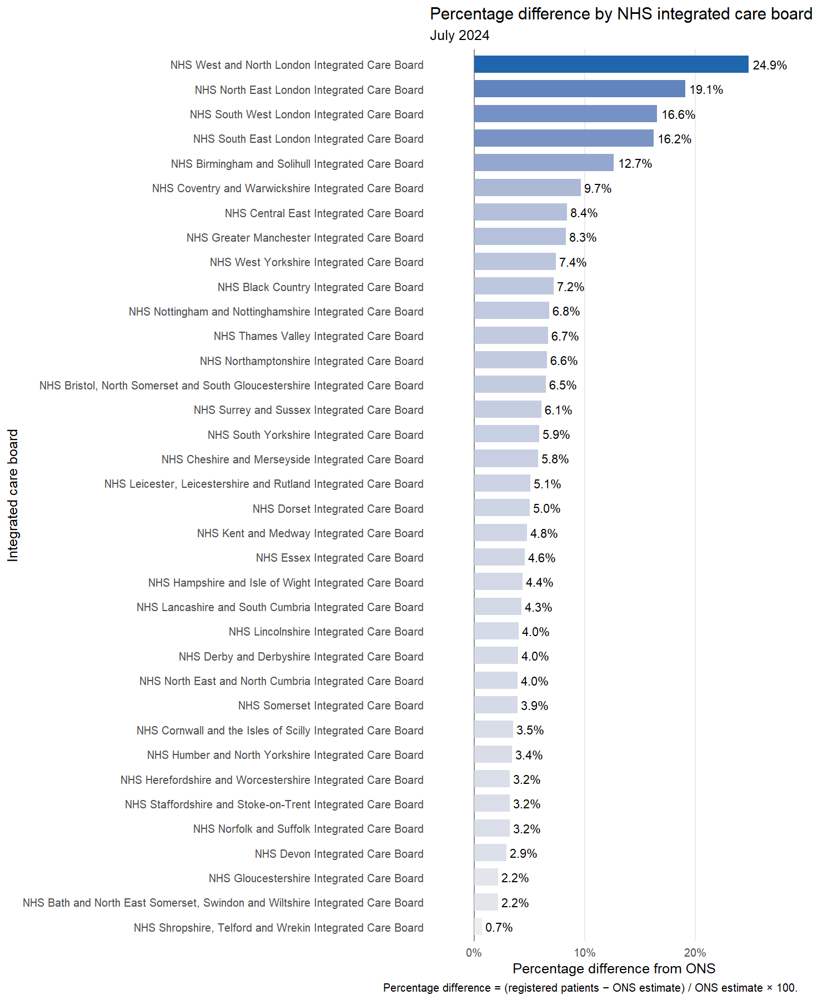 Percentage difference by NHS integrated care board
July 2024
Integrated care board
NHS West and North London Integrated Care Board 24.9%
NHS North East London Integrated Care Board 19.1%
NHS South West London Integrated Care Board 16.6%
NHS South East London Integrated Care Board 16.2%
NHS Birmingham and Solihull Integrated Care Board 12.7%
NHS Coventry and Warwickshire Integrated Care Board 9.7%
NHS Central East Integrated Care Board 8.4%
NHS Greater Manchester Integrated Care Board 8.3%
NHS West Yorkshire Integrated Care Board 7.4%
NHS Black Country Integrated Care Board 7.2%
NHS Nottingham and Nottinghamshire Integrated Care Board 6.8%
NHS Thames Valley Integrated Care Board 6.7%
NHS Northamptonshire Integrated Care Board 6.6%
NHS Bristol, North Somerset and South Gloucestershire Integrated Care Board 6.5%
NHS Surrey and Sussex Integrated Care Board 6.1%
NHS South Yorkshire Integrated Care Board 5.9%
NHS Cheshire and Merseyside Integrated Care Board 5.8%
NHS Leicester, Leicestershire and Rutland Integrated Care Board 5.1%
NHS Dorset Integrated Care Board 5.0%
NHS Kent and Medway Integrated Care Board 4.8%
NHS Essex Integrated Care Board 4.6%
NHS Hampshire and Isle of Wight Integrated Care Board 4.4%
NHS Lancashire and South Cumbria Integrated Care Board 4.3%
NHS Lincolnshire Integrated Care Board 4.0%
NHS Derby and Derbyshire Integrated Care Board 4.0%
NHS North East and North Cumbria Integrated Care Board 4.0%
NHS Somerset Integrated Care Board 3.9%
NHS Cornwall and the Isles of Scilly Integrated Care Board 3.5%
NHS Humber and North Yorkshire Integrated Care Board 3.4%
NHS Herefordshire and Worcestershire Integrated Care Board 3.2%
NHS Staffordshire and Stoke-on-Trent Integrated Care Board 3.2%
NHS Norfolk and Suffolk Integrated Care Board 3.2%
NHS Devon Integrated Care Board 2.9%
NHS Gloucestershire Integrated Care Board 2.2%
NHS Bath and North East Somerset, Swindon and Wiltshire Integrated Care Board 2.2%
NHS Shropshire, Telford and Wrekin Integrated Care Board 0.7%
0% 10% 20%
Percentage difference from ONS
Percentage difference = (registered patients − ONS estimate) / ONS estimate × 100.